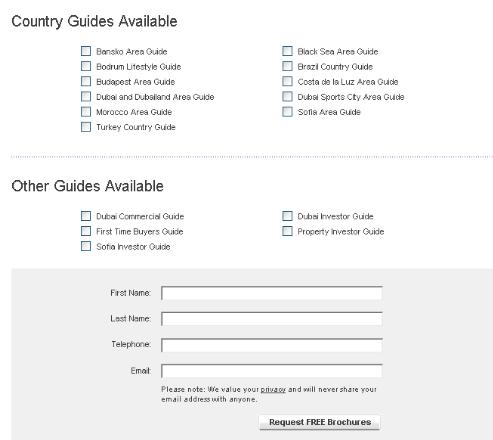 Country Guides Available
Bansko Area Guide
Black Sea Area Guide
Bodrum Lifestyle Guide
Brazil Country Guide
Budapest Area Guide
Costa de la Luz Area Guide
Dubai and Dubailand Area Guide
Dubai Sports City Area Guide
Morocco Area Guide
Sofia Area Guide
Turkey Country Guide
Other Guides Available
Dubai Commercial Guide
Dubai Investor Guide
First Time Buyers Guide
Property Investor Guide
Sofia Investor Guide
First Name:
Last Name:
Telephone:
Email:
Please note: We value your privacy and will never share your
email address with anyone.
Request FREE Brochures